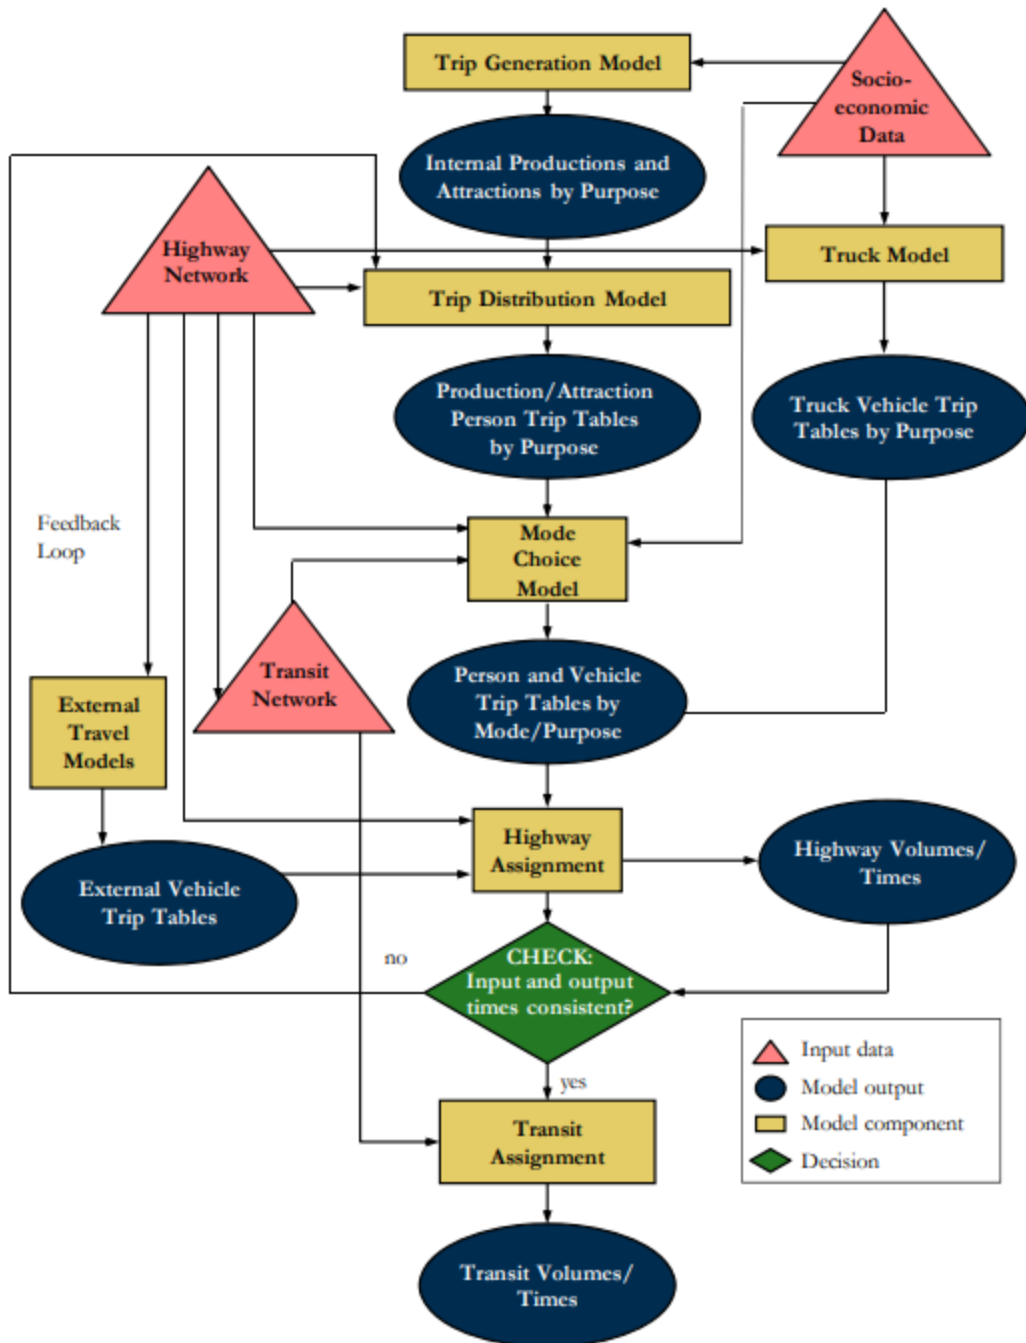 Trip Generation Model
Socio-
economic
Data
Internal Productions and
Attractions by Purpose
Highway
Network
Truck Model
Trip Distribution Model
Production/Attraction
Person Trip Tables
by Purpose
Truck Vehicle Trip
Tables by Purpose
Feedback
Loop
Mode
Choice
Model
Transit
Network
Person and Vehicle
Trip Tables by
Mode/Purpose
External
Travel
Models
Highway
Assignment
Highway Volumes/
Times
External Vehicle
Trip Tables
no
CHECK:
Input and output
times consistent?
yes
Input data
Model output
Model component
Decision
Transit
Assignment
Transit Volumes/
Times